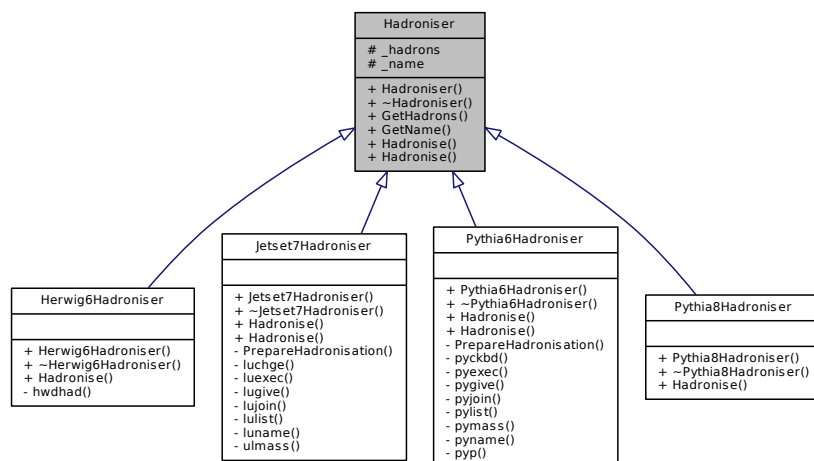 Hadroniser
# _hadrons
# _name
+ Hadroniser()
+ ~Hadroniser()
+ GetHadrons()
+ GetName()
+ Hadronise()
+ Hadronise()
Herwig6Hadroniser
+ Herwig6Hadroniser()
+ ~Herwig6Hadroniser()
+ Hadronise()
- hwdhad()
Jetset7Hadroniser
+ Jetset7Hadroniser()
+ ~Jetset7Hadroniser()
+ Hadronise()
+ Hadronise()
- PrepareHadronisation()
- luchge()
- luexec()
- lugive()
- lujoin()
- lulist()
- luname()
- ulmass()
Pythia6Hadroniser
+ Pythia6Hadroniser()
+ ~Pythia6Hadroniser()
+ Hadronise()
+ Hadronise()
- PrepareHadronisation()
- pyckbd()
- pyexec()
- pygive()
- pyjoin()
- pylist()
- pymass()
- pyname()
- pyp()
Pythia8Hadroniser
+ Pythia8Hadroniser()
+ ~Pythia8Hadroniser()
+ Hadronise()